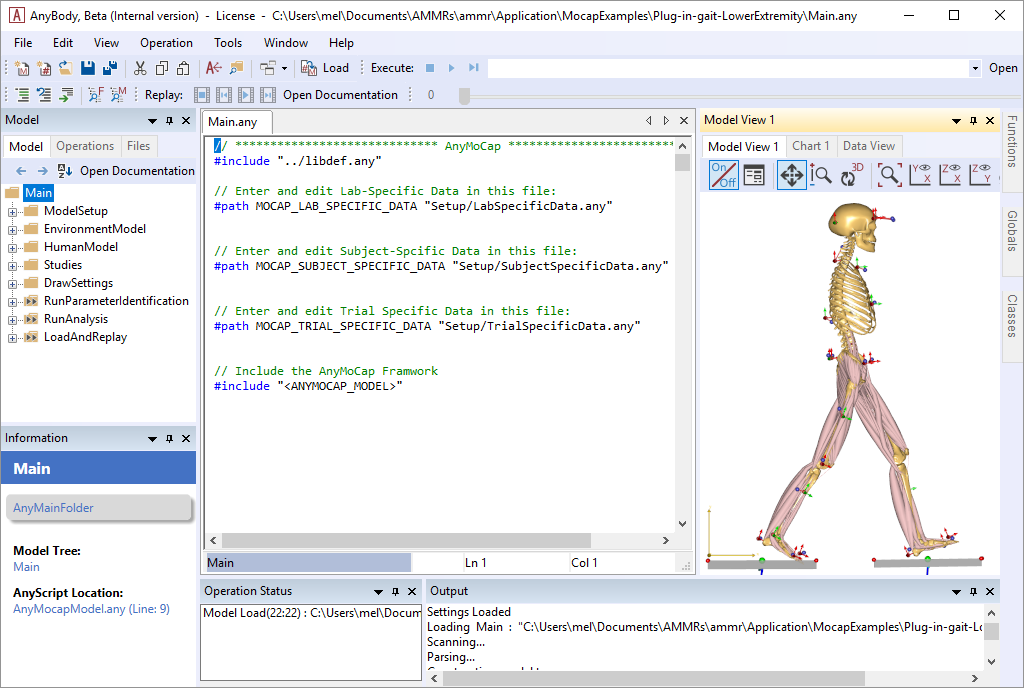 AnyBody, Beta (Internal version) - License - C:\Users\mel\Documents\AMMRs\ammr\Application\MocapExamples\Plug-in-gait-LowerExtremity\Main.any
File Edit View Operation Tools Window Help
Load Execute: Open
Replay: Open Documentation 0
Model
Model Operations Files
Open Documentation
Main
ModelSetup
EnvironmentModel
HumanModel
Studies
DrawSettings
RunParameterIdentification
RunAnalysis
LoadAndReplay
Information
Main
AnyMainFolder
Model Tree:
Main
AnyScript Location:
AnyMocapModel.any (Line: 9)
Main.any
// *************************** AnyMoCap ***********************
#include "../libdef.any"
// Enter and edit Lab-Specific Data in this file:
#path MOCAP_LAB_SPECIFIC_DATA "Setup/LabSpecificData.any"
// Enter and edit Subject-Spcific Data in this file:
#path MOCAP_SUBJECT_SPECIFIC_DATA "Setup/SubjectSpecificData.any"
// Enter and edit Trial Specific Data in this file:
#path MOCAP_TRIAL_SPECIFIC_DATA "Setup/TrialSpecificData.any"
// Include the AnyMoCap Framwork
#include "<ANYMOCAP_MODEL>"
Main Ln 1 Col 1
Model View 1
Model View 1 Chart 1 Data View
On/Off 3D Y X Z X Z Y
Functions
Globals
Classes
Operation Status
Model Load(22:22) : C:\Users\mel\Docum
Output
Settings Loaded
Loading Main : "C:\Users\mel\Documents\AMMRs\ammr\Application\MocapExamples\Plug-in-gait-Lo
Scanning...
Parsing...